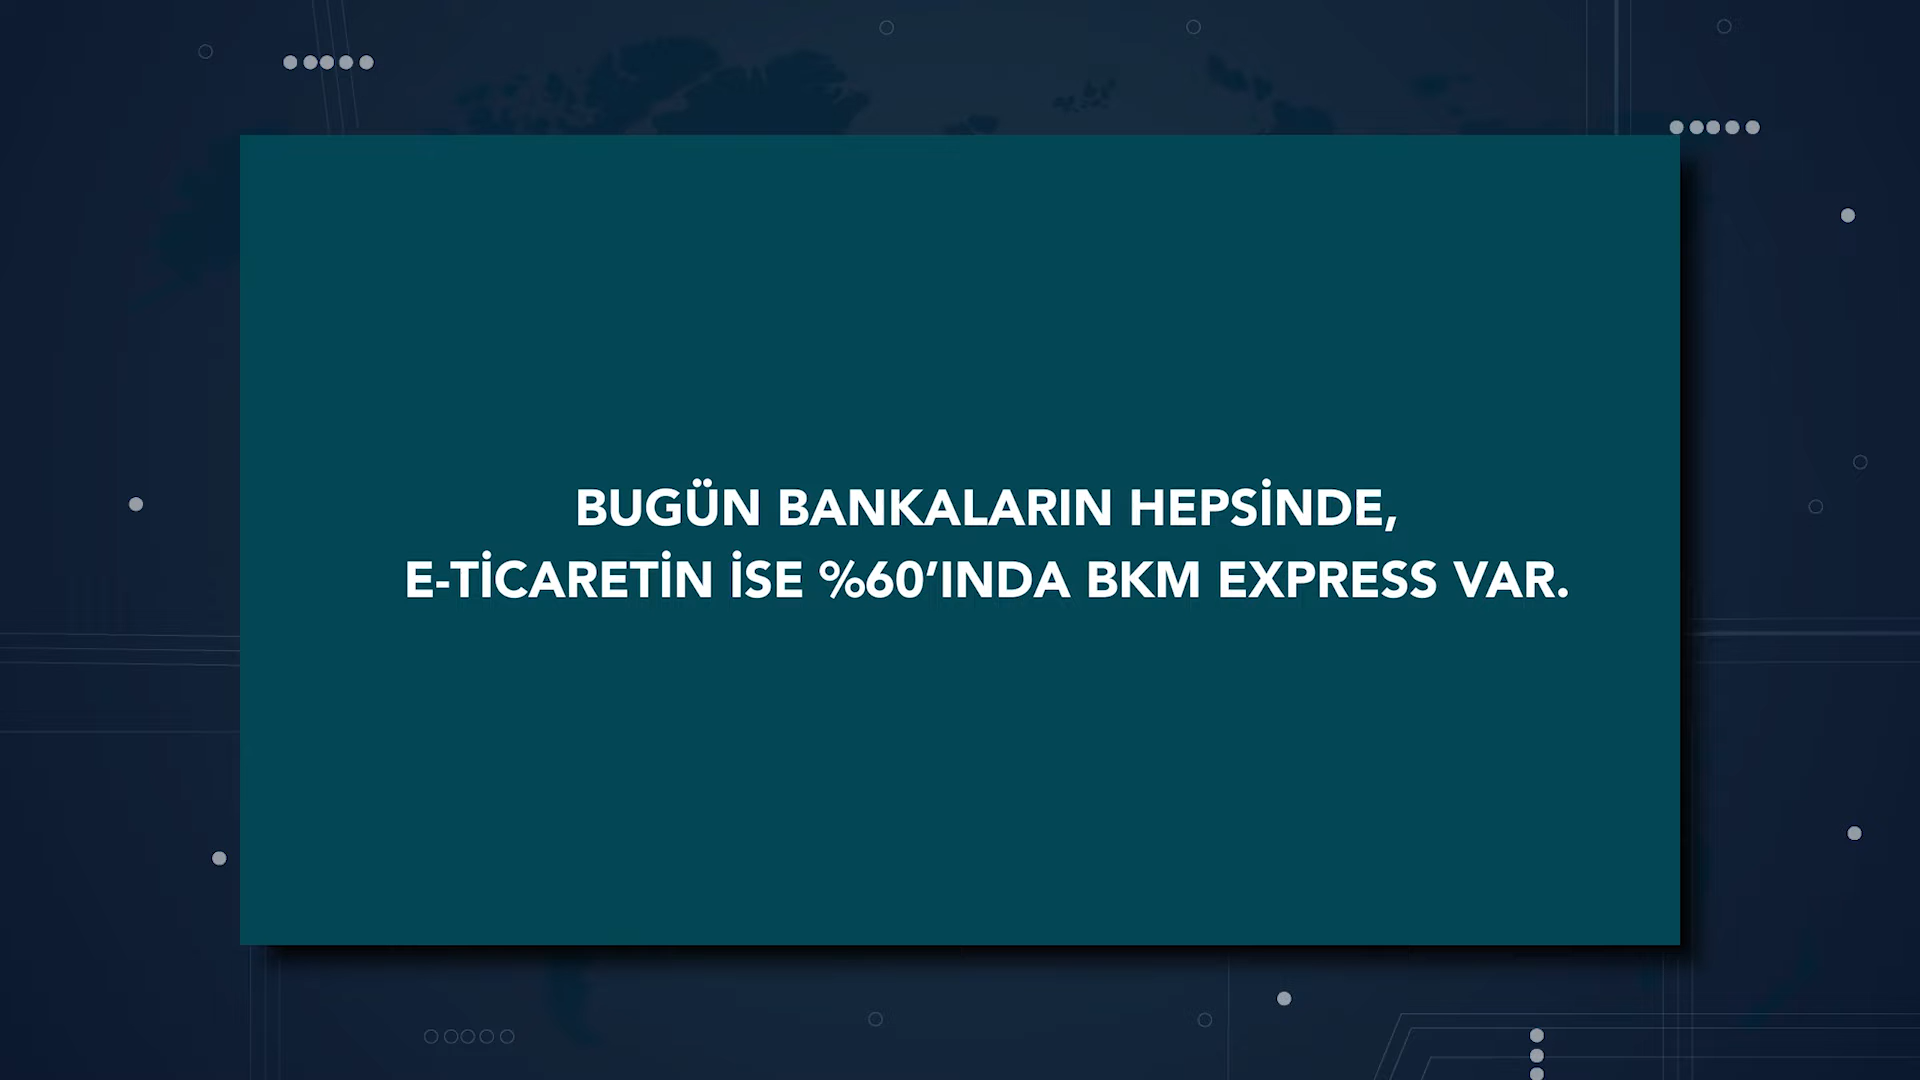 BUGÜN BANKALARIN HEPSİNDE,
E-TİCARETİN İSE %60’INDA BKM EXPRESS VAR.